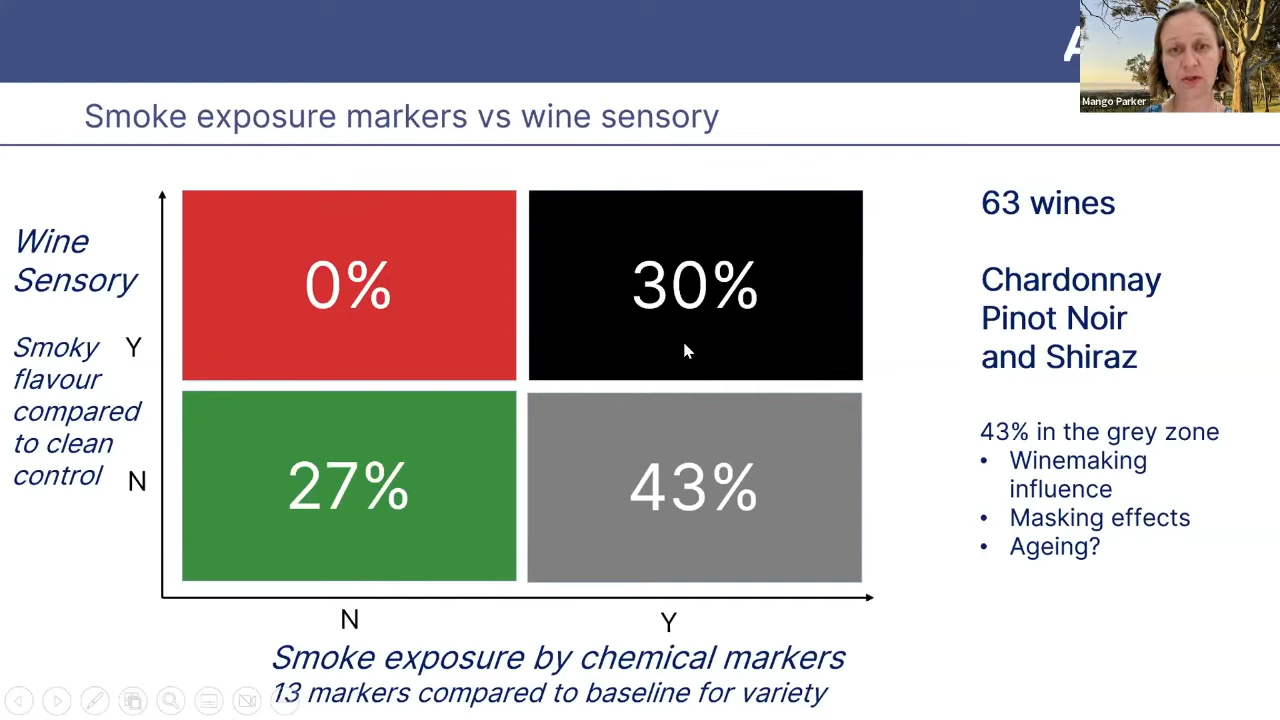 A
Mango Parker
Smoke exposure markers vs wine sensory
Wine
Sensory
Smoky
flavour
compared
to clean
control
Y
N
0%
30%
27%
43%
N
Y
Smoke exposure by chemical markers
13 markers compared to baseline for variety
63 wines
Chardonnay
Pinot Noir
and Shiraz
43% in the grey zone
• Winemaking
influence
• Masking effects
• Ageing?